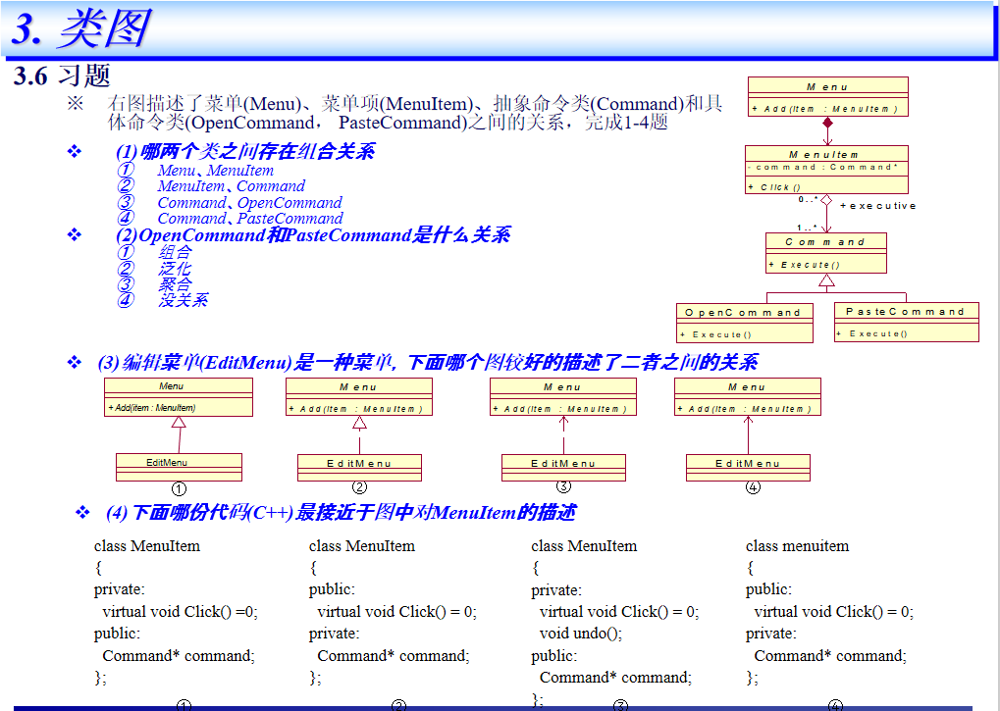 3. 类图
3.6 习题
※ 右图描述了菜单(Menu)、菜单项(MenuItem)、抽象命令类(Command)和具
体命令类(OpenCommand， PasteCommand)之间的关系，完成1-4题
❖ (1)哪两个类之间存在组合关系
① Menu、MenuItem
② MenuItem、Command
③ Command、OpenCommand
④ Command、PasteCommand
❖ (2)OpenCommand和PasteCommand是什么关系
① 组合
② 泛化
③ 聚合
④ 没关系
Menu
+ Add(Item : MenuItem)
MenuItem
- command : Command*
+ Click()
0..*
+executive
1..*
Command
+ Execute()
OpenCommand
+ Execute()
PasteCommand
+ Execute()
❖ (3)编辑菜单(EditMenu)是一种菜单, 下面哪个图较好的描述了二者之间的关系
Menu
+Add(item : MenuItem)
EditMenu
①
Menu
+ Add(Item : MenuItem)
EditMenu
②
Menu
+ Add(Item : MenuItem)
EditMenu
③
Menu
+ Add(Item : MenuItem)
EditMenu
④
❖ (4)下面哪份代码(C++)最接近于图中对MenuItem的描述
class MenuItem
{
private:
virtual void Click() =0;
public:
Command* command;
};
①
class MenuItem
{
public:
virtual void Click() = 0;
private:
Command* command;
};
②
class MenuItem
{
private:
virtual void Click() = 0;
void undo();
public:
Command* command;
};
③
class menuitem
{
public:
virtual void Click() = 0;
private:
Command* command;
};
④